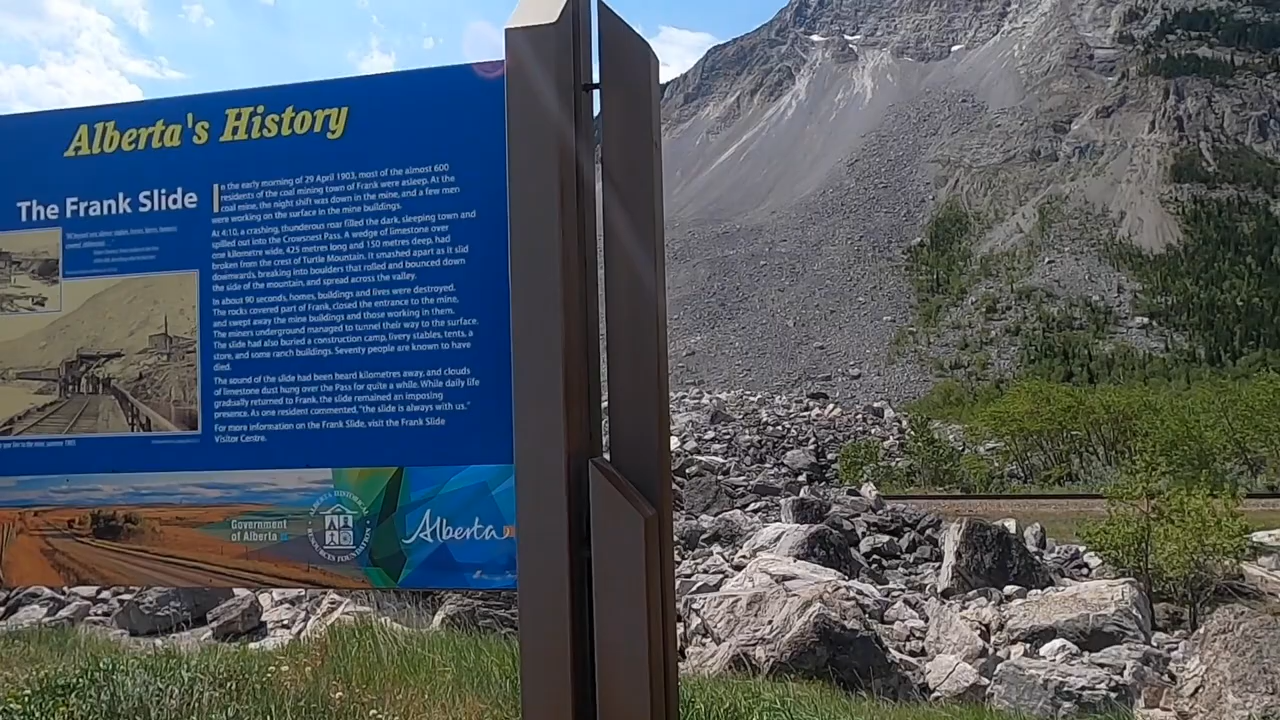 Alberta's History
The Frank Slide
In the early morning of 29 April 1903, most of the almost 600
residents of the coal mining town of Frank were asleep. At the
coal mine, the night shift was down in the mine, and a few men
were working on the surface in the mine buildings.
At 4:10, a crashing, thunderous roar filled the dark, sleeping town and
spilled out into the Crowsnest Pass. A wedge of limestone over
one kilometre wide, 425 metres long and 150 metres deep, had
broken from the crest of Turtle Mountain. It smashed apart as it slid
downwards, breaking into boulders that rolled and bounced down
the side of the mountain, and spread across the valley.
In about 90 seconds, homes, buildings and lives were destroyed.
The rocks covered part of Frank, closed the entrance to the mine,
and swept away the mine buildings and those working in them.
The miners underground managed to tunnel their way to the surface.
The slide had also buried a construction camp, livery stables, tents, a
store, and some ranch buildings. Seventy people are known to have
died.
The sound of the slide had been heard kilometres away, and clouds
of limestone dust hung over the Pass for quite a while. While daily life
gradually returned to Frank, the slide remained an imposing
presence. As one resident commented, "the slide is always with us."
For more information on the Frank Slide, visit the Frank Slide
Visitor Centre.
Government
of Alberta
ALBERTA HISTORICAL
RESOURCES FOUNDATION
Alberta